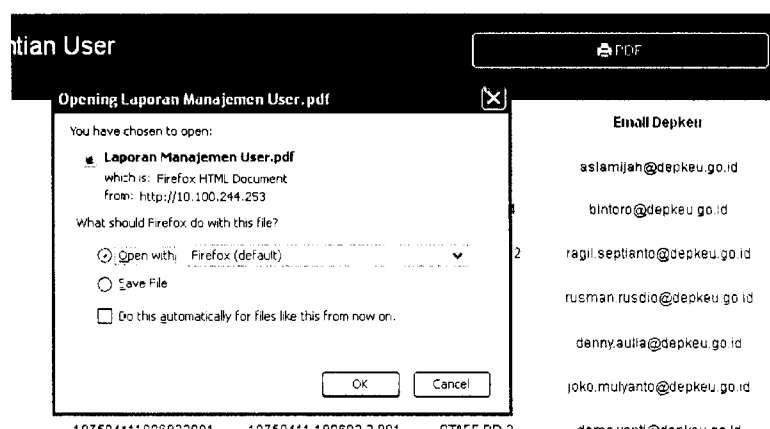 ntian User
PDF
Opening Laporan Manajemen User.pdf
You have chosen to open:
Laporan Manajemen User.pdf
which is: Firefox HTML Document
from: http://10.100.244.253
What should Firefox do with this file?
Open with Firefox (default)
Save File
Do this automatically for files like this from now on.
OK Cancel
Email Depkeu
aslamijah@depkeu.go.id
bintoro@depkeu.go.id
2 ragil.septianto@depkeu.go.id
rusman.rusdio@depkeu.go.id
denny.aulia@depkeu.go.id
joko.mulyanto@depkeu.go.id